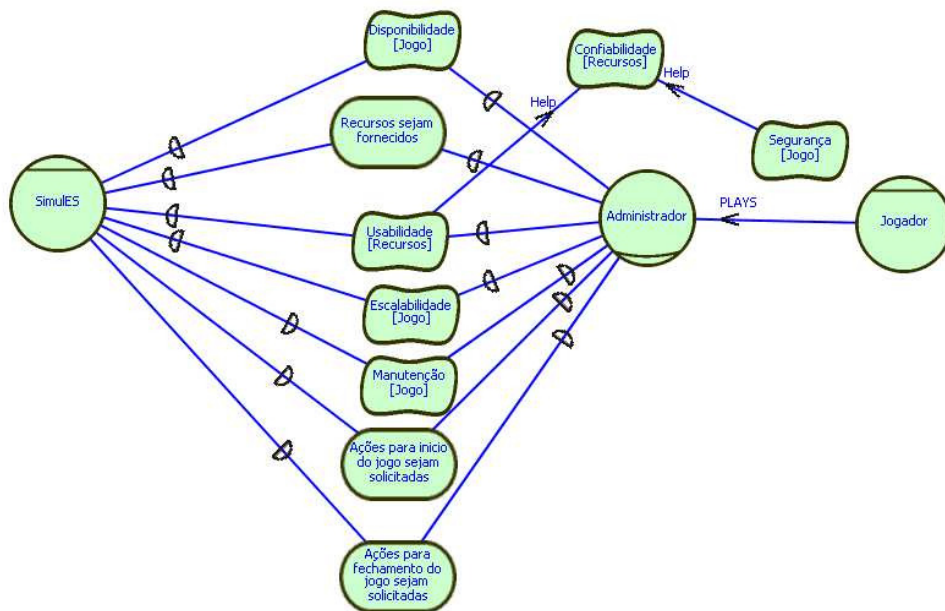 Disponibilidade
[Jogo]
Confiabilidade
[Recursos]
Help
Help
Recursos sejam
fornecidos
Segurança
[Jogo]
SimulES
Usabilidade
[Recursos]
Administrador
PLAYS
Jogador
Escalabilidade
[Jogo]
Manutenção
[Jogo]
Ações para inicio
do jogo sejam
solicitadas
Ações para
fechamento do
jogo sejam
solicitadas